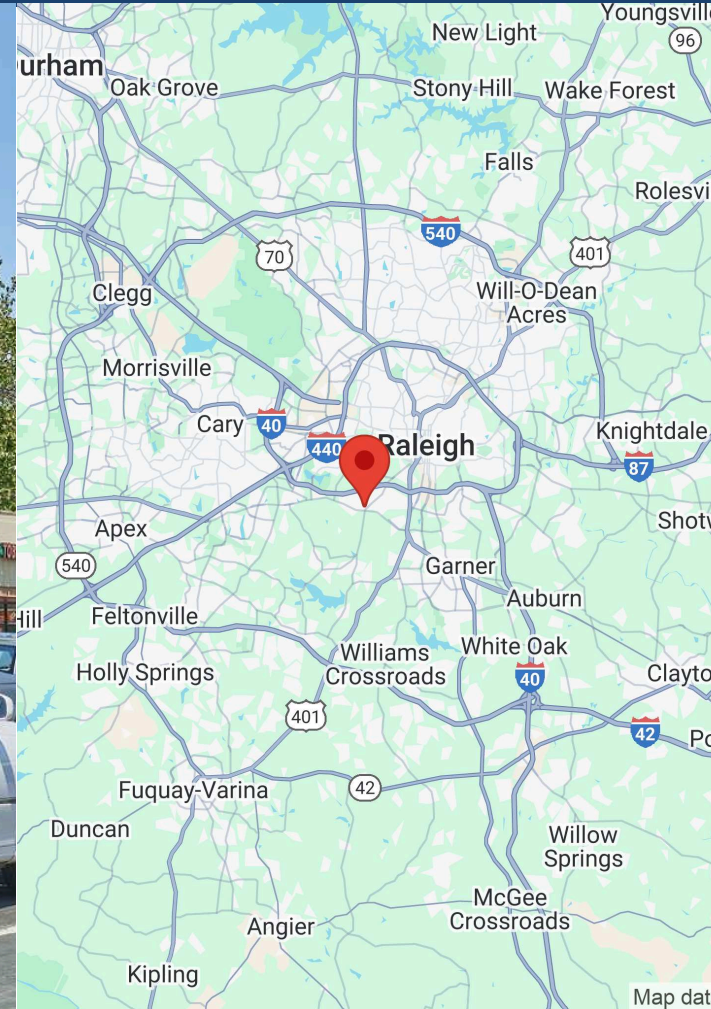 Youngsvill
New Light
96
urham
Oak Grove
Stony Hill
Wake Forest
Falls
Rolesvi
540
401
70
Clegg
Will-O-Dean
Acres
Morrisville
Cary
40
440
Raleigh
Knightdale
87
Apex
Shotw
540
Garner
Hill
Feltonville
Auburn
Williams
Crossroads
White Oak
Holly Springs
40
Clayto
401
42
Po
Fuquay-Varina
42
Duncan
Willow
Springs
McGee
Crossroads
Angier
Kipling
Map dat